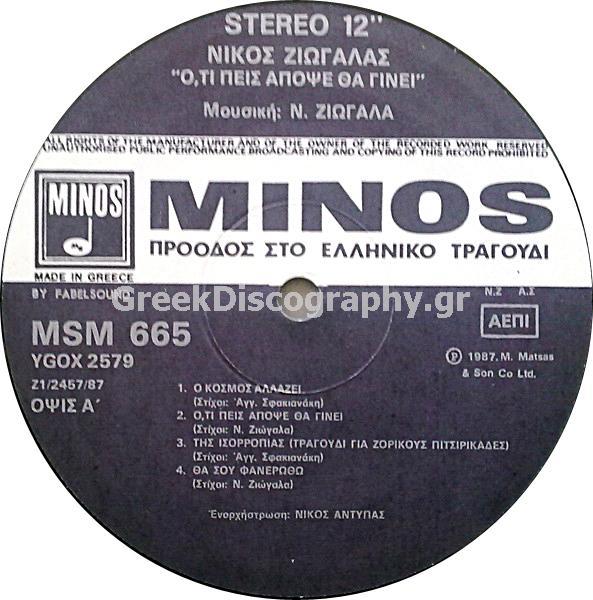 STEREO 12"
ΝΙΚΟΣ ΖΙΩΓΑΛΑΣ
"Ο,ΤΙ ΠΕΙΣ ΑΠΟΨΕ ΘΑ ΓΙΝΕΙ"
Μουσική: Ν. ΖΙΩΓΑΛΑ
ALL RIGHTS OF THE MANUFACTURER AND OF THE OWNER OF THE RECORDED WORK RESERVED
UNAUTHORISED PUBLIC PERFORMANCE BROADCASTING AND COPYING OF THIS RECORD PROHIBITED
MINOS
MINOS
ΠΡΟΟΔΟΣ ΣΤΟ ΕΛΛΗΝΙΚΟ ΤΡΑΓΟΥΔΙ
MADE IN GREECE
BY FABELSOUND
N.Z A.Σ
GreekDiscography.gr
MSM 665
ΑΕΠΙ
YGOX 2579
Ⓟ 1987, M. Matsas
& Son Co Ltd.
Z1/2457/87
ΟΨΙΣ Α΄
1. Ο ΚΟΣΜΟΣ ΑΛΛΑΖΕΙ
(Στίχοι: Άγγ. Σφακιανάκη)
2. Ο,ΤΙ ΠΕΙΣ ΑΠΟΨΕ ΘΑ ΓΙΝΕΙ
(Στίχοι: Ν. Ζιώγαλα)
3. ΤΗΣ ΙΣΟΡΡΟΠΙΑΣ (ΤΡΑΓΟΥΔΙ ΓΙΑ ΖΟΡΙΚΟΥΣ ΠΙΤΣΙΡΙΚΑΔΕΣ)
(Στίχοι: Άγγ. Σφακιανάκη)
4. ΘΑ ΣΟΥ ΦΑΝΕΡΩΘΩ
(Στίχοι: Ν. Ζιώγαλα)
Ἐνορχήστρωση: ΝΙΚΟΣ ΑΝΤΥΠΑΣ